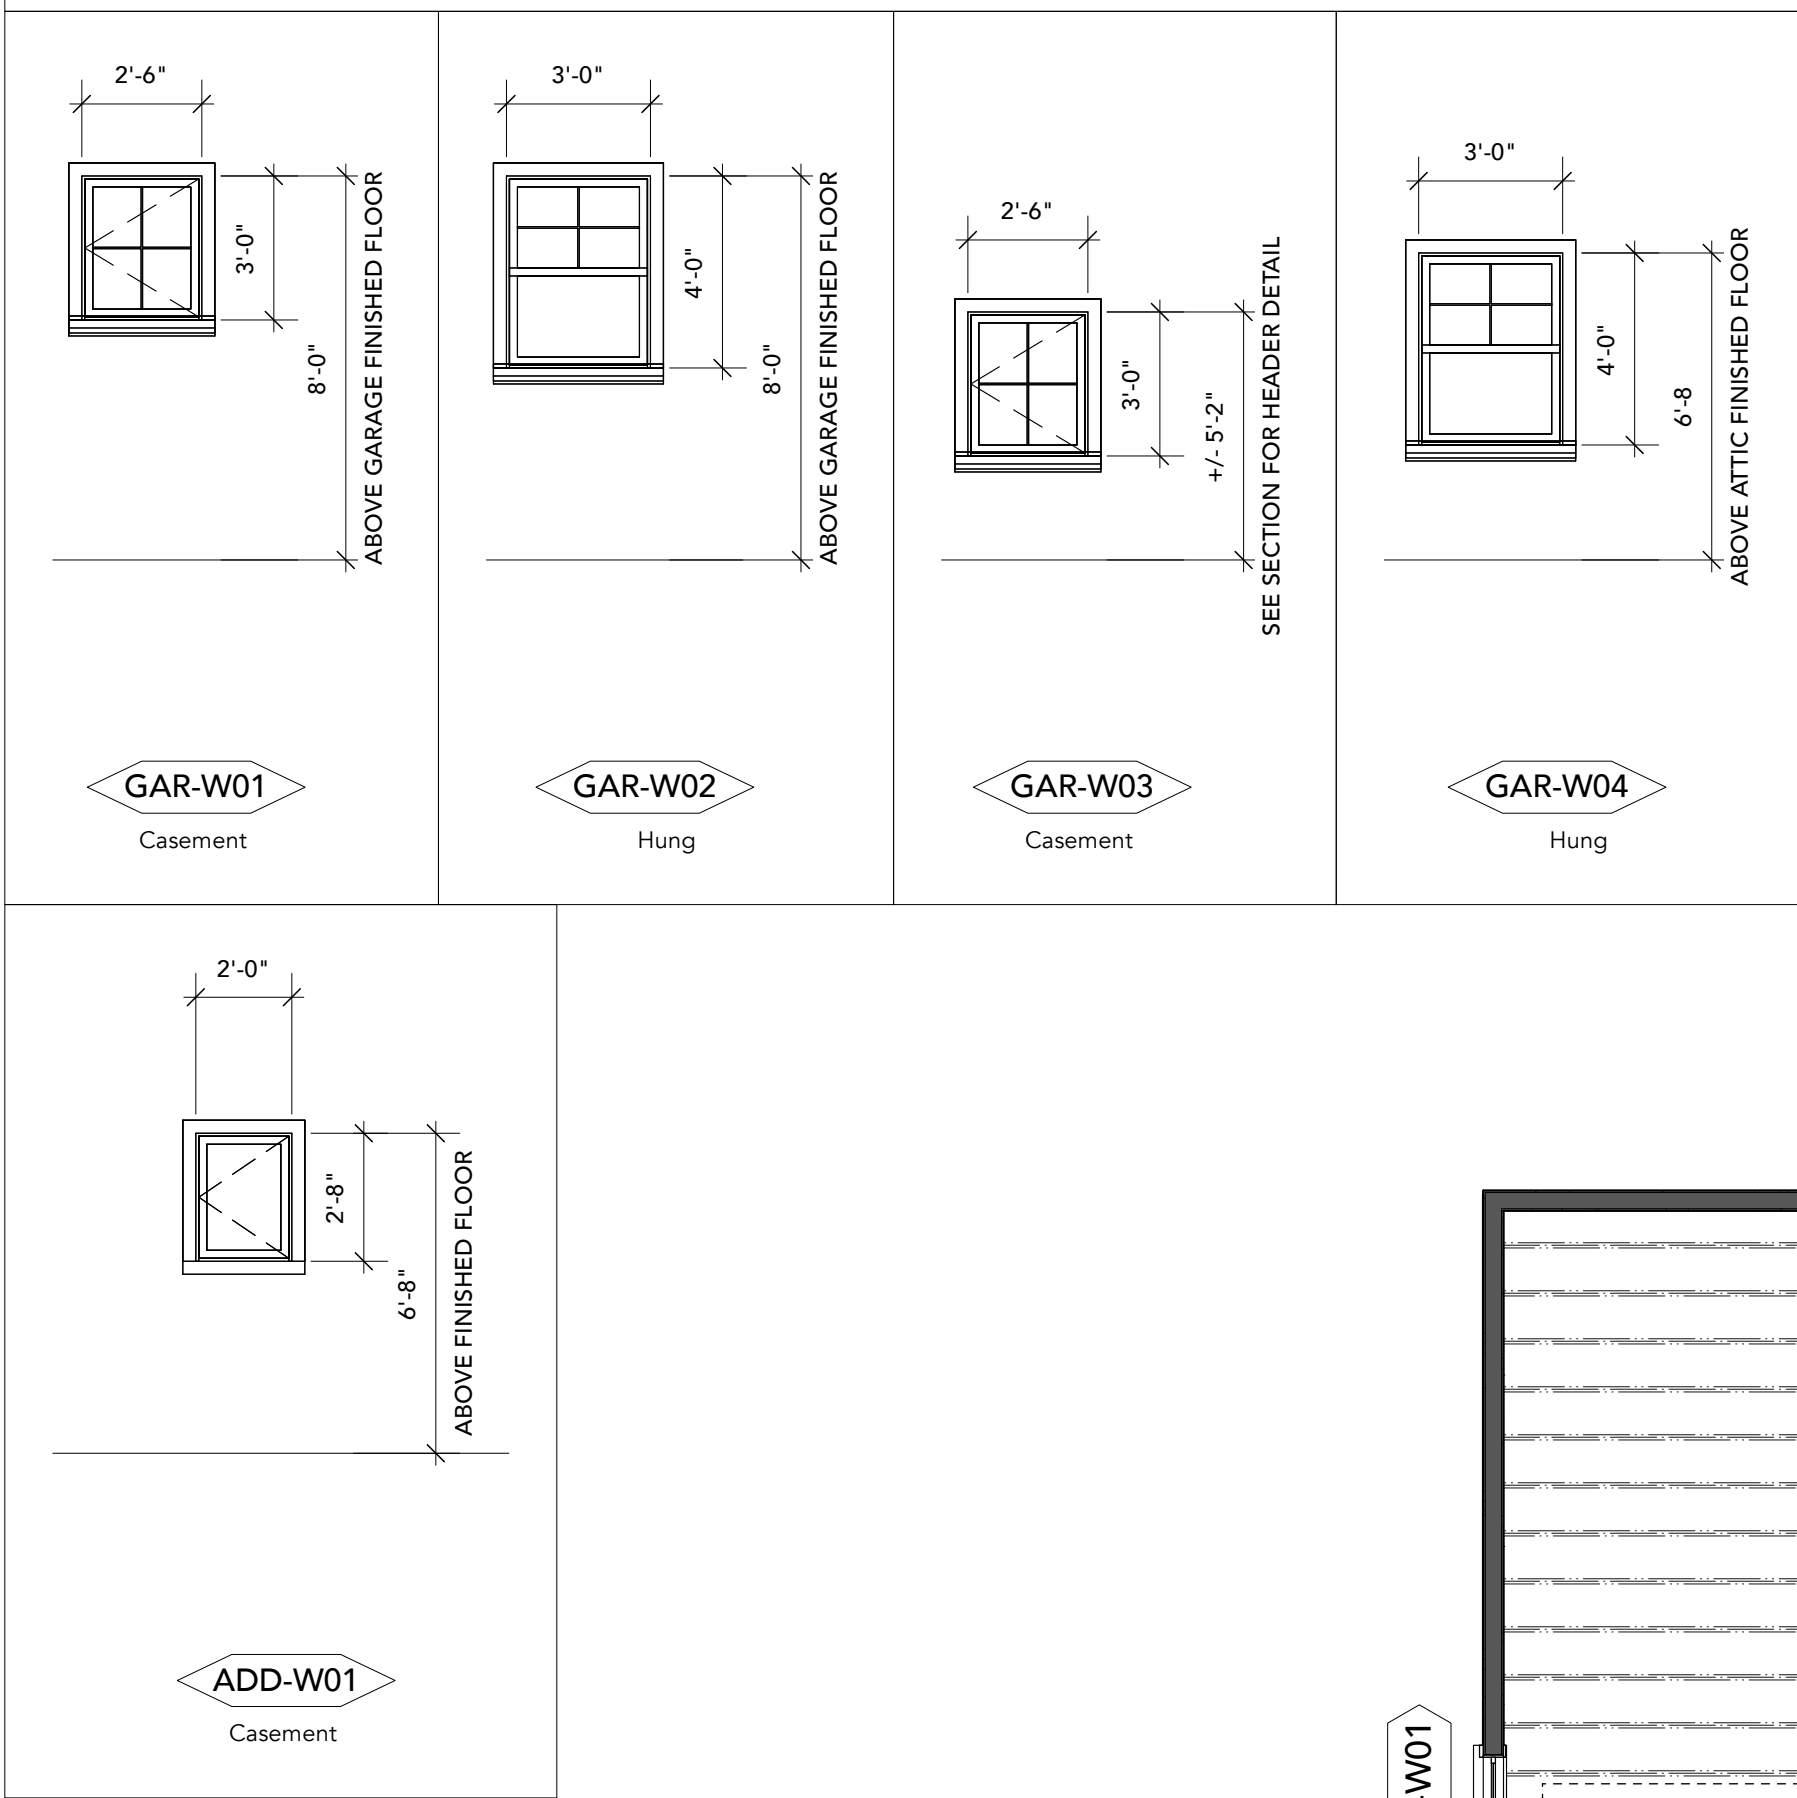 2'-6"
3'-0"
8'-0"
ABOVE GARAGE FINISHED FLOOR
GAR-W01
Casement
3'-0"
4'-0"
8'-0"
ABOVE GARAGE FINISHED FLOOR
GAR-W02
Hung
2'-6"
3'-0"
+/- 5'-2"
SEE SECTION FOR HEADER DETAIL
GAR-W03
Casement
3'-0"
4'-0"
6'-8
ABOVE ATTIC FINISHED FLOOR
GAR-W04
Hung
2'-0"
2'-8"
6'-8"
ABOVE FINISHED FLOOR
ADD-W01
Casement
-W01